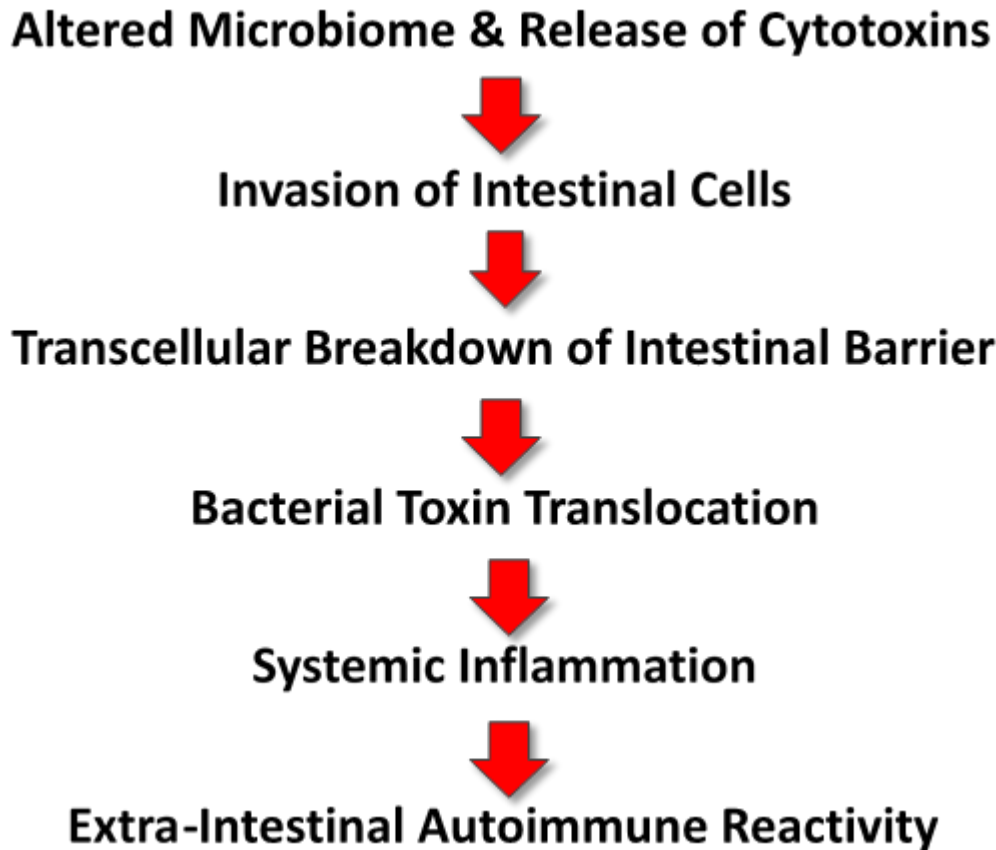 Altered Microbiome & Release of Cytotoxins
Invasion of Intestinal Cells
Transcellular Breakdown of Intestinal Barrier
Bacterial Toxin Translocation
Systemic Inflammation
Extra-Intestinal Autoimmune Reactivity